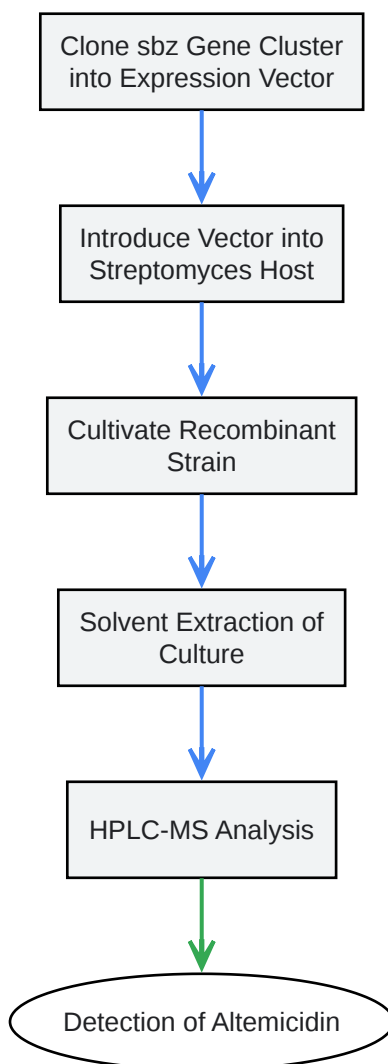 Clone sbz Gene Cluster
into Expression Vector
Introduce Vector into
Streptomyces Host
Cultivate Recombinant
Strain
Solvent Extraction of
Culture
HPLC-MS Analysis
Detection of Altemicidin